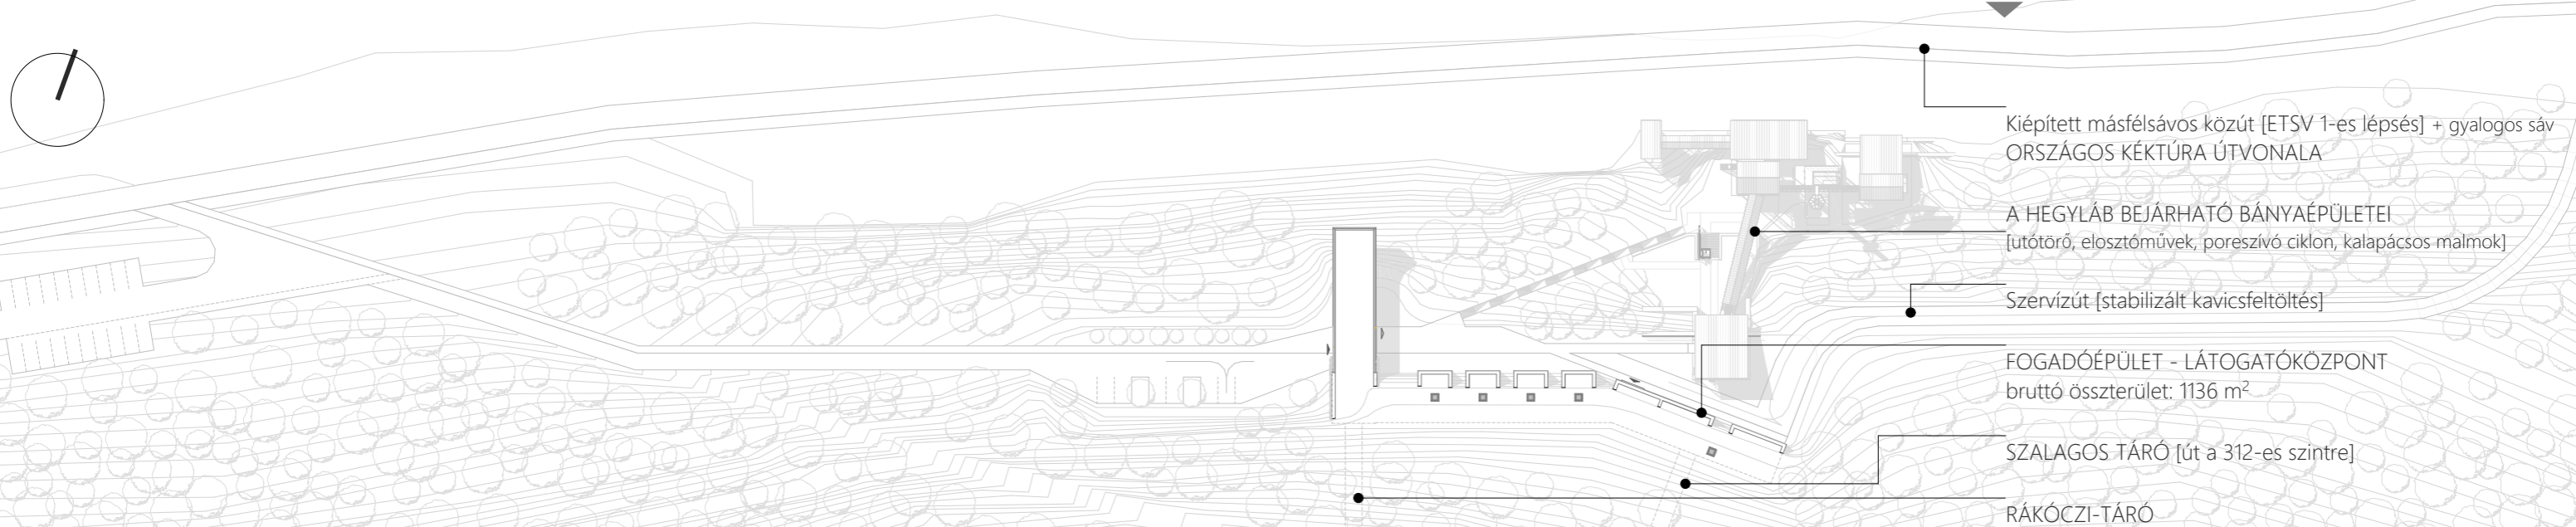 Kiépített másfélsávos közút [ETSV 1-es lépsés] + gyalogos sáv
ORSZÁGOS KÉKTÚRA ÚTVONALA
A HEGYLÁB BEJÁRHATÓ BÁNYAÉPÜLETEI
[utótörő, elosztóművek, poreszívó ciklon, kalapácsos malmok]
Szervízút [stabilizált kavicsfeltöltés]
FOGADÓÉPÜLET - LÁTOGATÓKÖZPONT
bruttó összterület: 1136 m²
SZALAGOS TÁRÓ [út a 312-es szintre]
RÁKÓCZI-TÁRÓ